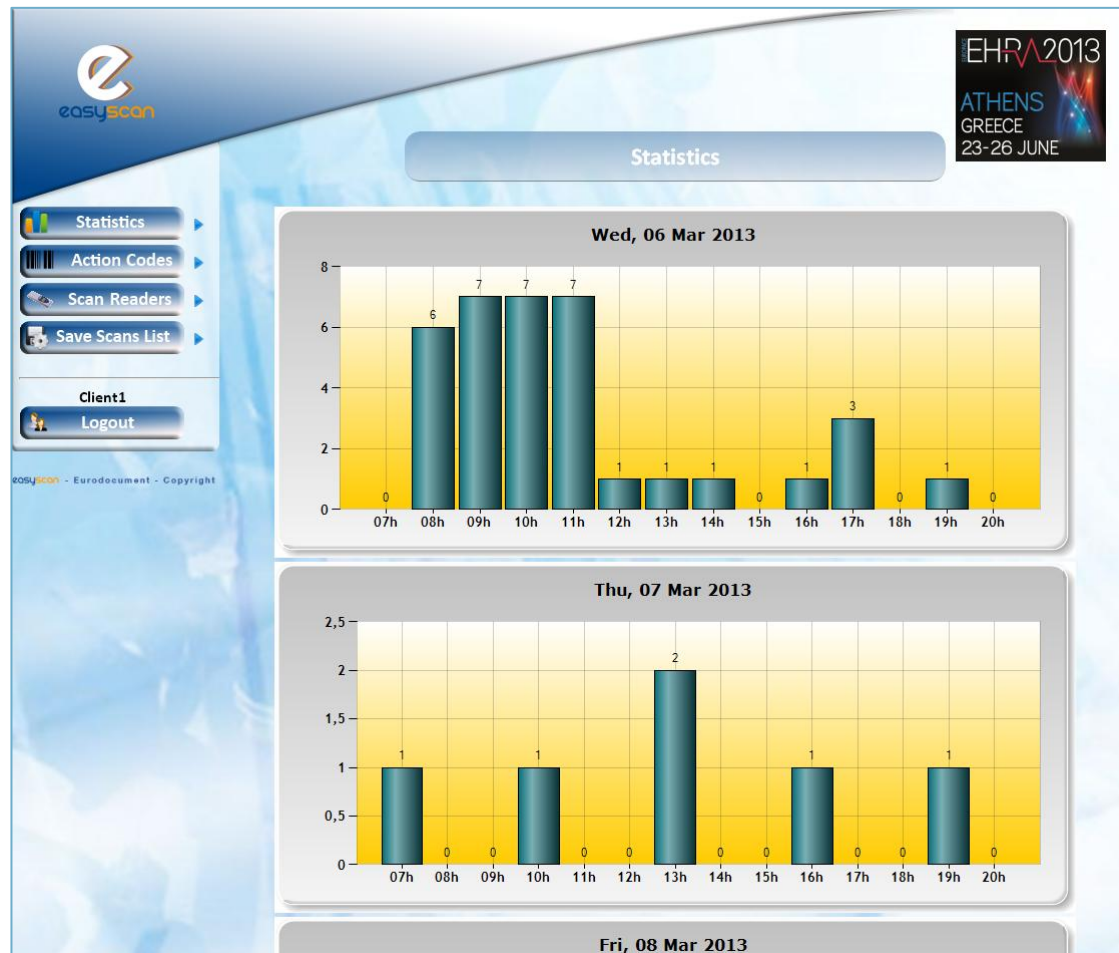 e
easyscan
EUROPACE
EHRA2013
ATHENS
GREECE
23-26 JUNE
Statistics
Statistics
Action Codes
Scan Readers
Save Scans List
Client1
Logout
easyscan - Eurodocument - Copyright
Wed, 06 Mar 2013
8
6
4
2
0
0 6 7 7 7 1 1 1 0 1 3 0 1 0
07h 08h 09h 10h 11h 12h 13h 14h 15h 16h 17h 18h 19h 20h
Thu, 07 Mar 2013
2,5
2
1,5
1
0,5
0
1 0 0 1 0 0 2 0 0 1 0 0 1 0
07h 08h 09h 10h 11h 12h 13h 14h 15h 16h 17h 18h 19h 20h
Fri, 08 Mar 2013